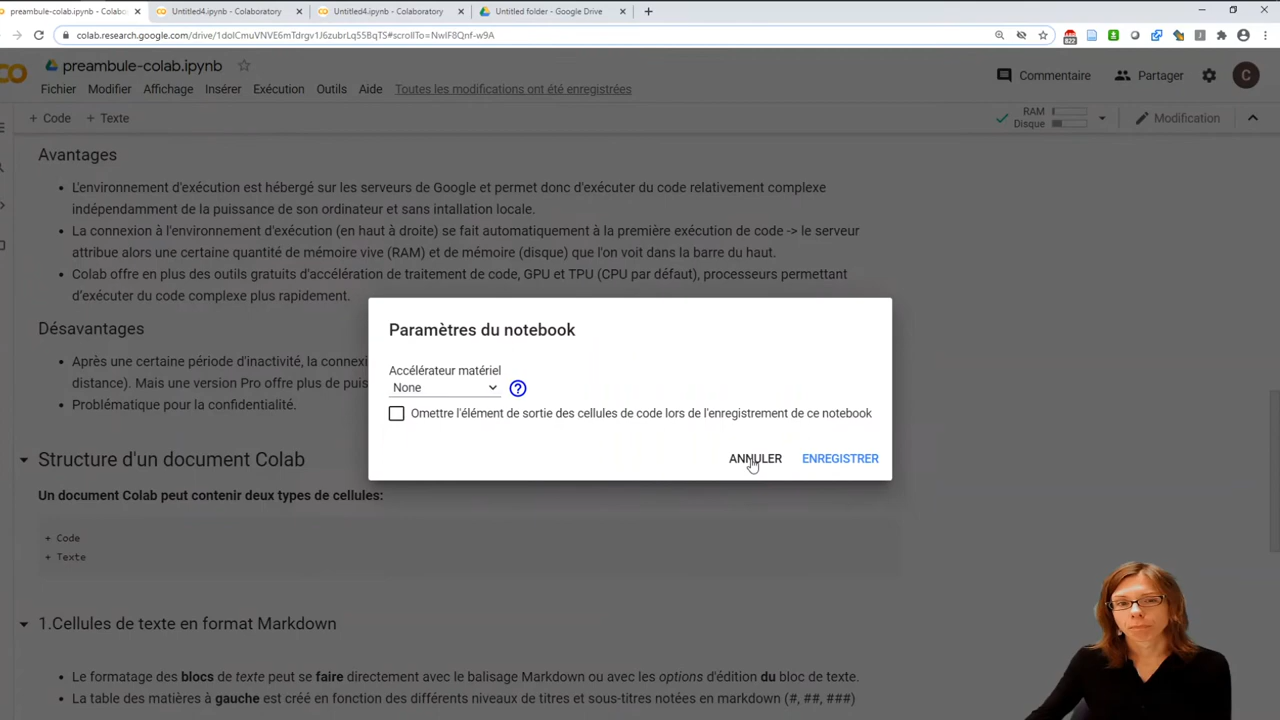 preambule-colab.ipynb - Colabo
Untitled4.ipynb - Colaboratory
Untitled4.ipynb - Colaboratory
Untitled folder - Google Drive
colab.research.google.com/drive/1dolCmuVNVE6mTdrgv1J6zubrLq5SBqTS#scrollTo=NwIF8Qnf-w9A
preambule-colab.ipynb
Commentaire
Partager
C
Fichier Modifier Affichage Insérer Exécution Outils Aide Toutes les modifications ont été enregistrées
+ Code + Texte
RAM
Disque
Modification
Avantages
L'environnement d'exécution est hébergé sur les serveurs de Google et permet donc d'exécuter du code relativement complexe
indépendamment de la puissance de son ordinateur et sans intallation locale.
La connexion à l'environnement d'exécution (en haut à droite) se fait automatiquement à la première exécution de code -> le serveur
attribue alors une certaine quantité de mémoire vive (RAM) et de mémoire (disque) que l'on voit dans la barre du haut.
Colab offre en plus des outils gratuits d'accélération de traitement de code, GPU et TPU (CPU par défaut), processeurs permettant
d'exécuter du code complexe plus rapidement.
Désavantages
Après une certaine période d'inactivité, la connexi
distance). Mais une version Pro offre plus de puis
Problématique pour la confidentialité.
Paramètres du notebook
Accélérateur matériel
None
Omettre l'élément de sortie des cellules de code lors de l'enregistrement de ce notebook
ANNULER ENREGISTRER
Structure d'un document Colab
Un document Colab peut contenir deux types de cellules:
+ Code
+ Texte
1.Cellules de texte en format Markdown
Le formatage des blocs de texte peut se faire directement avec le balisage Markdown ou avec les options d'édition du bloc de texte.
La table des matières à gauche est créé en fonction des différents niveaux de titres et sous-titres notées en markdown (#, ##, ###)